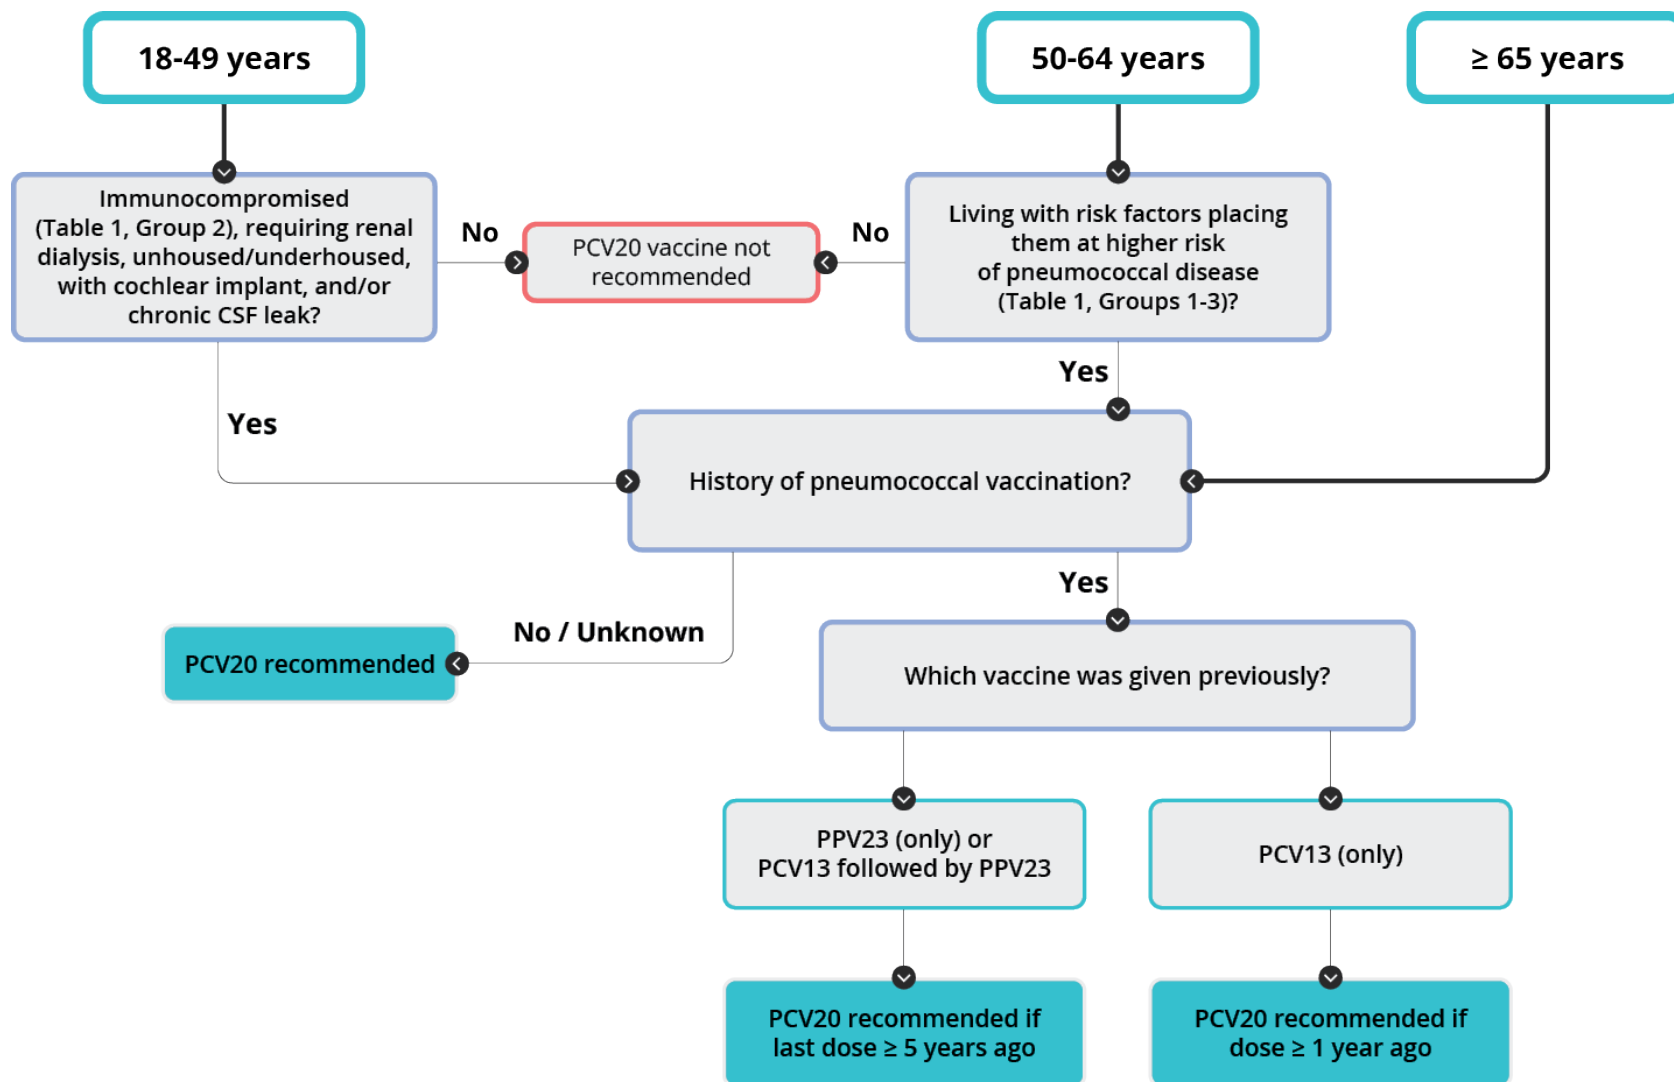 18-49 years
50-64 years
≥ 65 years
Immunocompromised
(Table 1, Group 2), requiring renal
dialysis, unhoused/underhoused,
with cochlear implant, and/or
chronic CSF leak?
No
PCV20 vaccine not
recommended
No
Living with risk factors placing
them at higher risk
of pneumococcal disease
(Table 1, Groups 1-3)?
Yes
Yes
History of pneumococcal vaccination?
No / Unknown
Yes
PCV20 recommended
Which vaccine was given previously?
PPV23 (only) or
PCV13 followed by PPV23
PCV13 (only)
PCV20 recommended if
last dose ≥ 5 years ago
PCV20 recommended if
dose ≥ 1 year ago